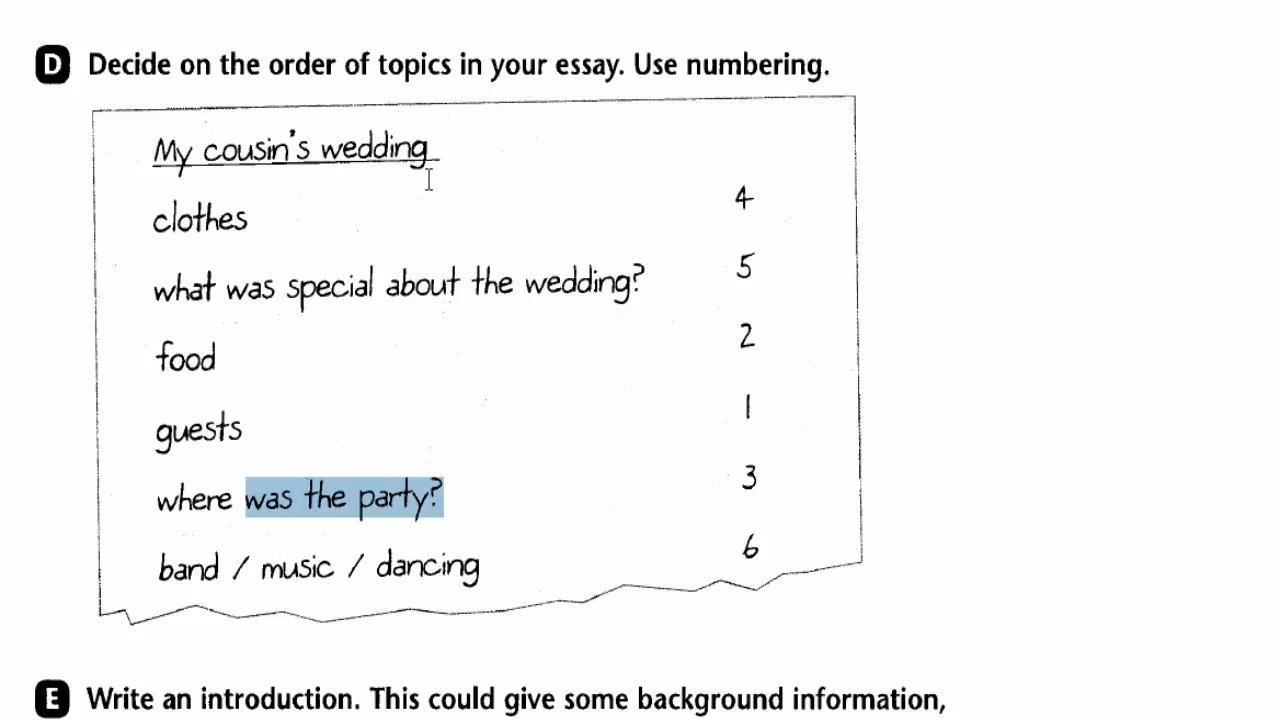 D Decide on the order of topics in your essay. Use numbering.
My cousin's wedding
clothes 4
what was special about the wedding? 5
food 2
guests 1
where was the party? 3
band / music / dancing 6
E Write an introduction. This could give some background information,